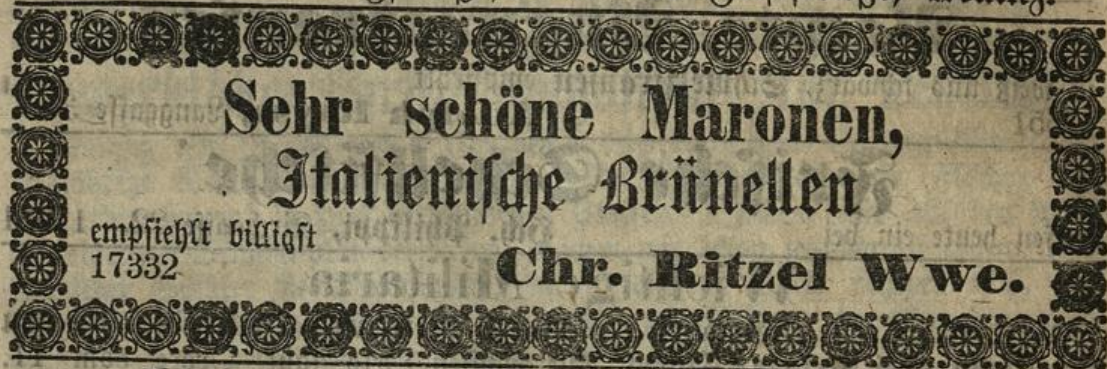 Sehr schöne Maronen,
Italienische Brünellen
empfiehlt billigst
17332
Chr. Ritzel Wwe.